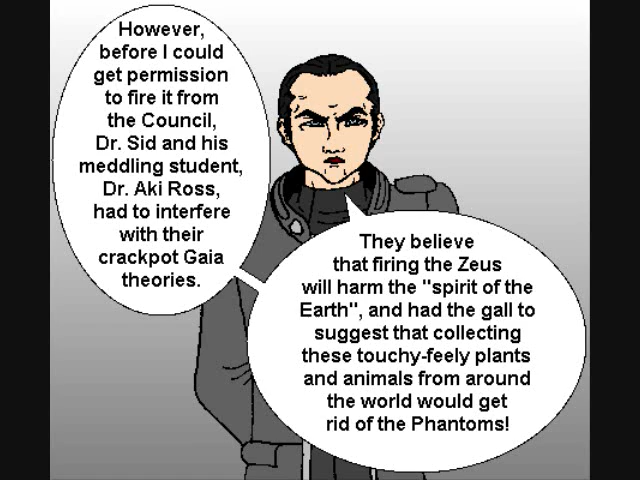 However,
before I could
get permission
to fire it from
the Council,
Dr. Sid and his
meddling student,
Dr. Aki Ross,
had to interfere
with their
crackpot Gaia
theories.
They believe
that firing the Zeus
will harm the "spirit of the
Earth", and had the gall to
suggest that collecting
these touchy-feely plants
and animals from around
the world would get
rid of the Phantoms!